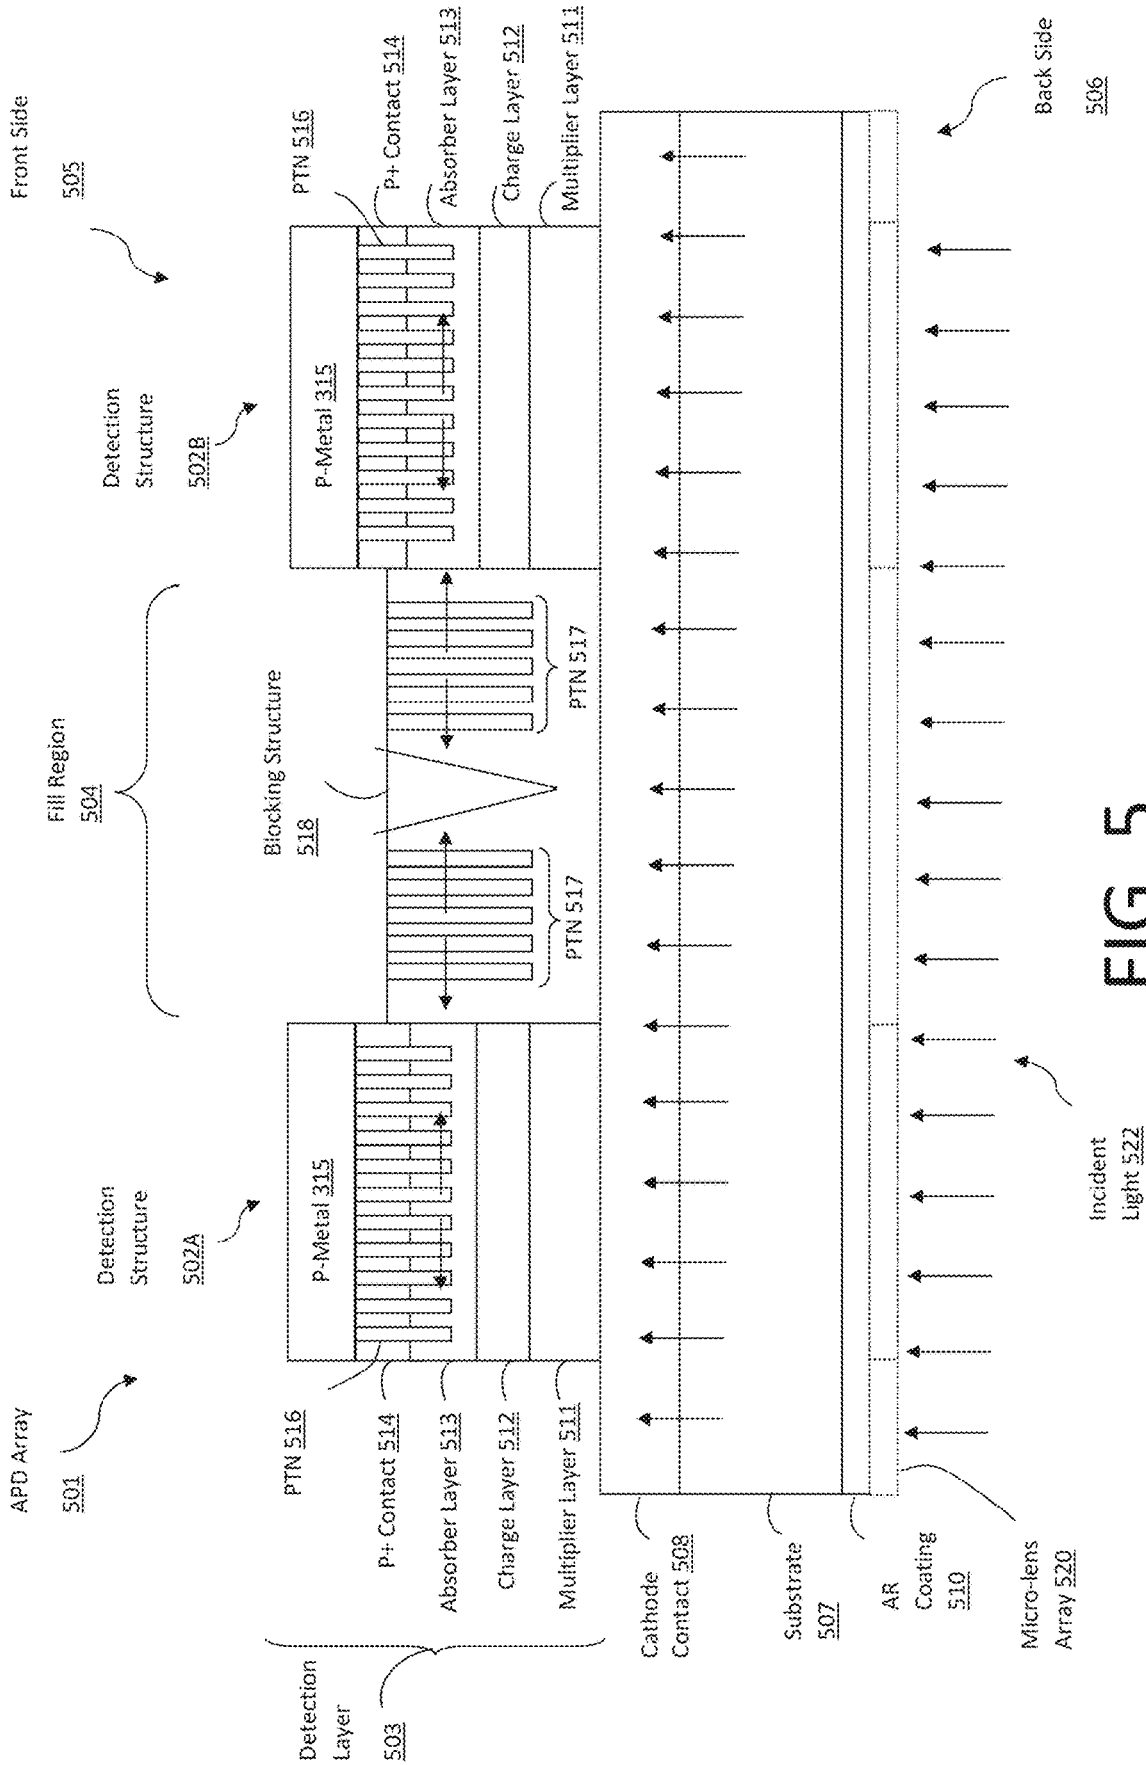 APD Array
501
Front Side
505
Fill Region
504
Detection
Structure
502A
Detection
Structure
502B
Blocking Structure
518
PTN 516
P+ Contact 514
Absorber Layer 513
Charge Layer 512
Multiplier Layer 511
P-Metal 315
PTN 517
PTN 517
P-Metal 315
PTN 516
P+ Contact 514
Absorber Layer 513
Charge Layer 512
Multiplier Layer 511
Detection
Layer
503
Cathode
Contact 508
Substrate
507
AR
Coating
510
Micro-lens
Array 520
Incident
Light 522
Back Side
506
FIG. 5